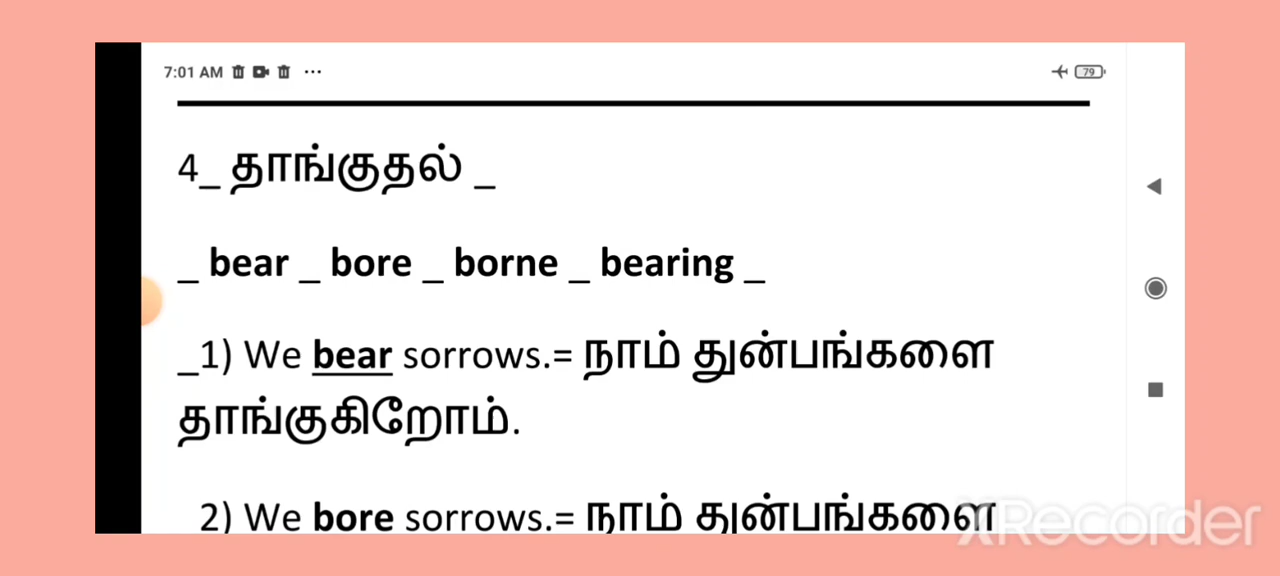 7:01 AM ...
79
4_ தாங்குதல் _
_ bear _ bore _ borne _ bearing _
_1) We bear sorrows.= நாம் துன்பங்களை
தாங்குகிறோம்.
2) We bore sorrows.= நாம் துன்பங்களை
XRecorder